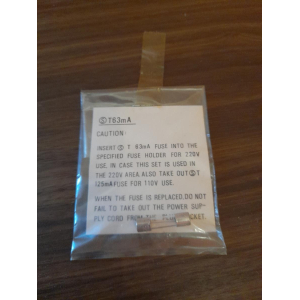 Ⓢ T63mA
CAUTION:
INSERT Ⓢ T 63mA FUSE INTO THE
SPECIFIED FUSE HOLDER FOR 220V
USE. IN CASE THIS SET IS USED IN
THE 220V AREA. ALSO TAKE OUT Ⓢ T
125mA FUSE FOR 110V USE.
WHEN THE FUSE IS REPLACED, DO NOT
FAIL TO TAKE OUT THE POWER SUP-
PLY CORD FROM THE